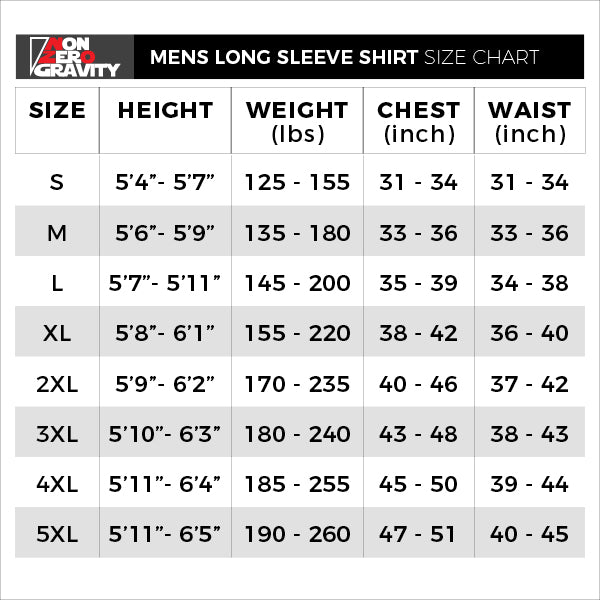 NON ZERO GRAVITY
MENS LONG SLEEVE SHIRT SIZE CHART
SIZE HEIGHT WEIGHT (lbs) CHEST (inch) WAIST (inch)
S 5’4”- 5’7” 125 - 155 31 - 34 31 - 34
M 5’6”- 5’9” 135 - 180 33 - 36 33 - 36
L 5’7”- 5’11” 145 - 200 35 - 39 34 - 38
XL 5’8”- 6’1” 155 - 220 38 - 42 36 - 40
2XL 5’9”- 6’2” 170 - 235 40 - 46 37 - 42
3XL 5’10”- 6’3” 180 - 240 43 - 48 38 - 43
4XL 5’11”- 6’4” 185 - 255 45 - 50 39 - 44
5XL 5’11”- 6’5” 190 - 260 47 - 51 40 - 45